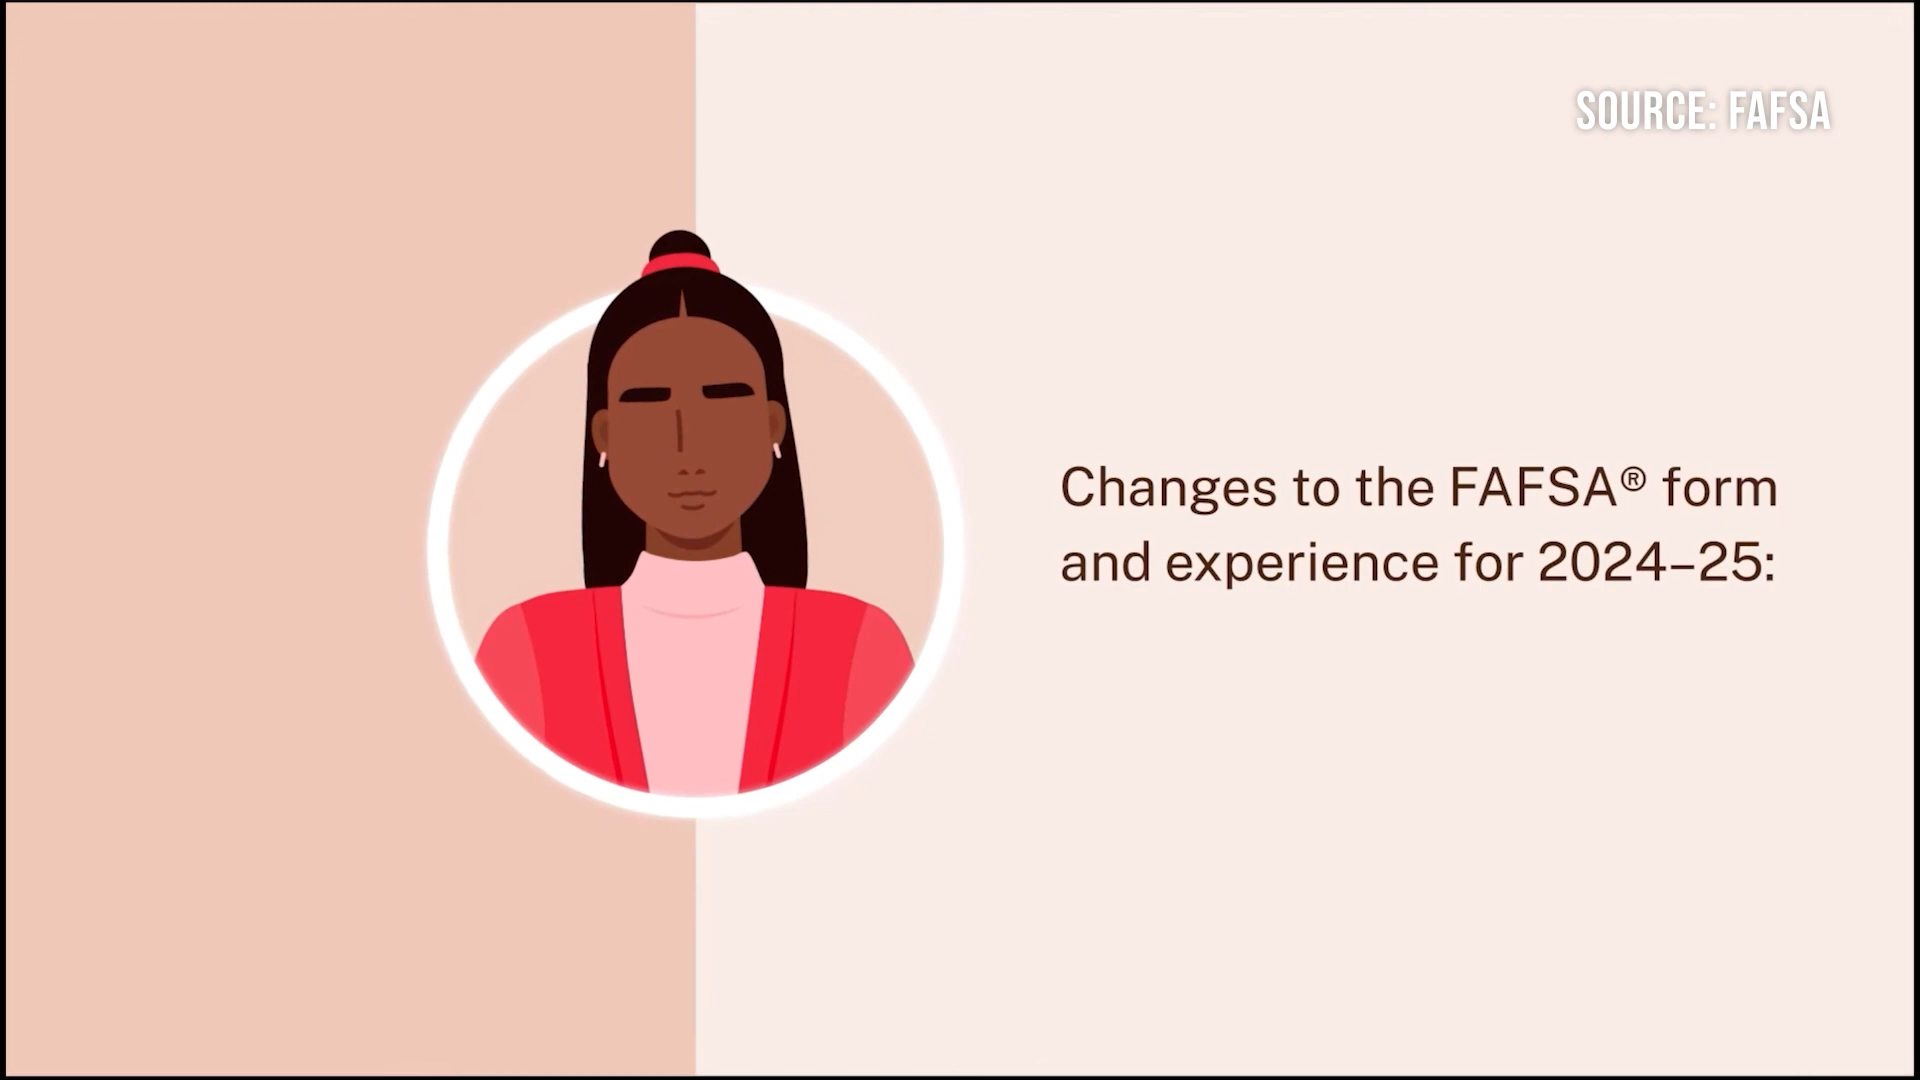 SOURCE: FAFSA
Changes to the FAFSA® form
and experience for 2024–25: